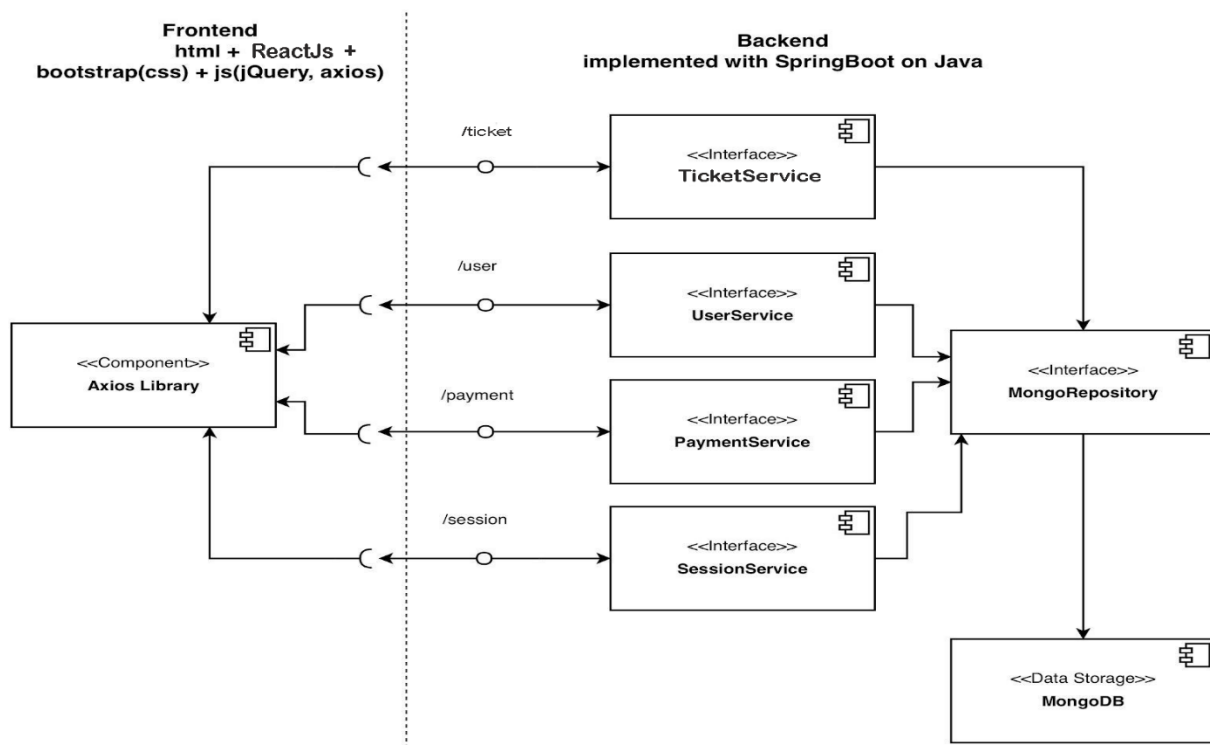 Frontend
html + ReactJs +
bootstrap(css) + js(jQuery, axios)
Backend
implemented with SpringBoot on Java
/ticket
<<Interface>>
TicketService
/user
<<Interface>>
UserService
<<Component>>
Axios Library
<<Interface>>
MongoRepository
/payment
<<Interface>>
PaymentService
/session
<<Interface>>
SessionService
<<Data Storage>>
MongoDB